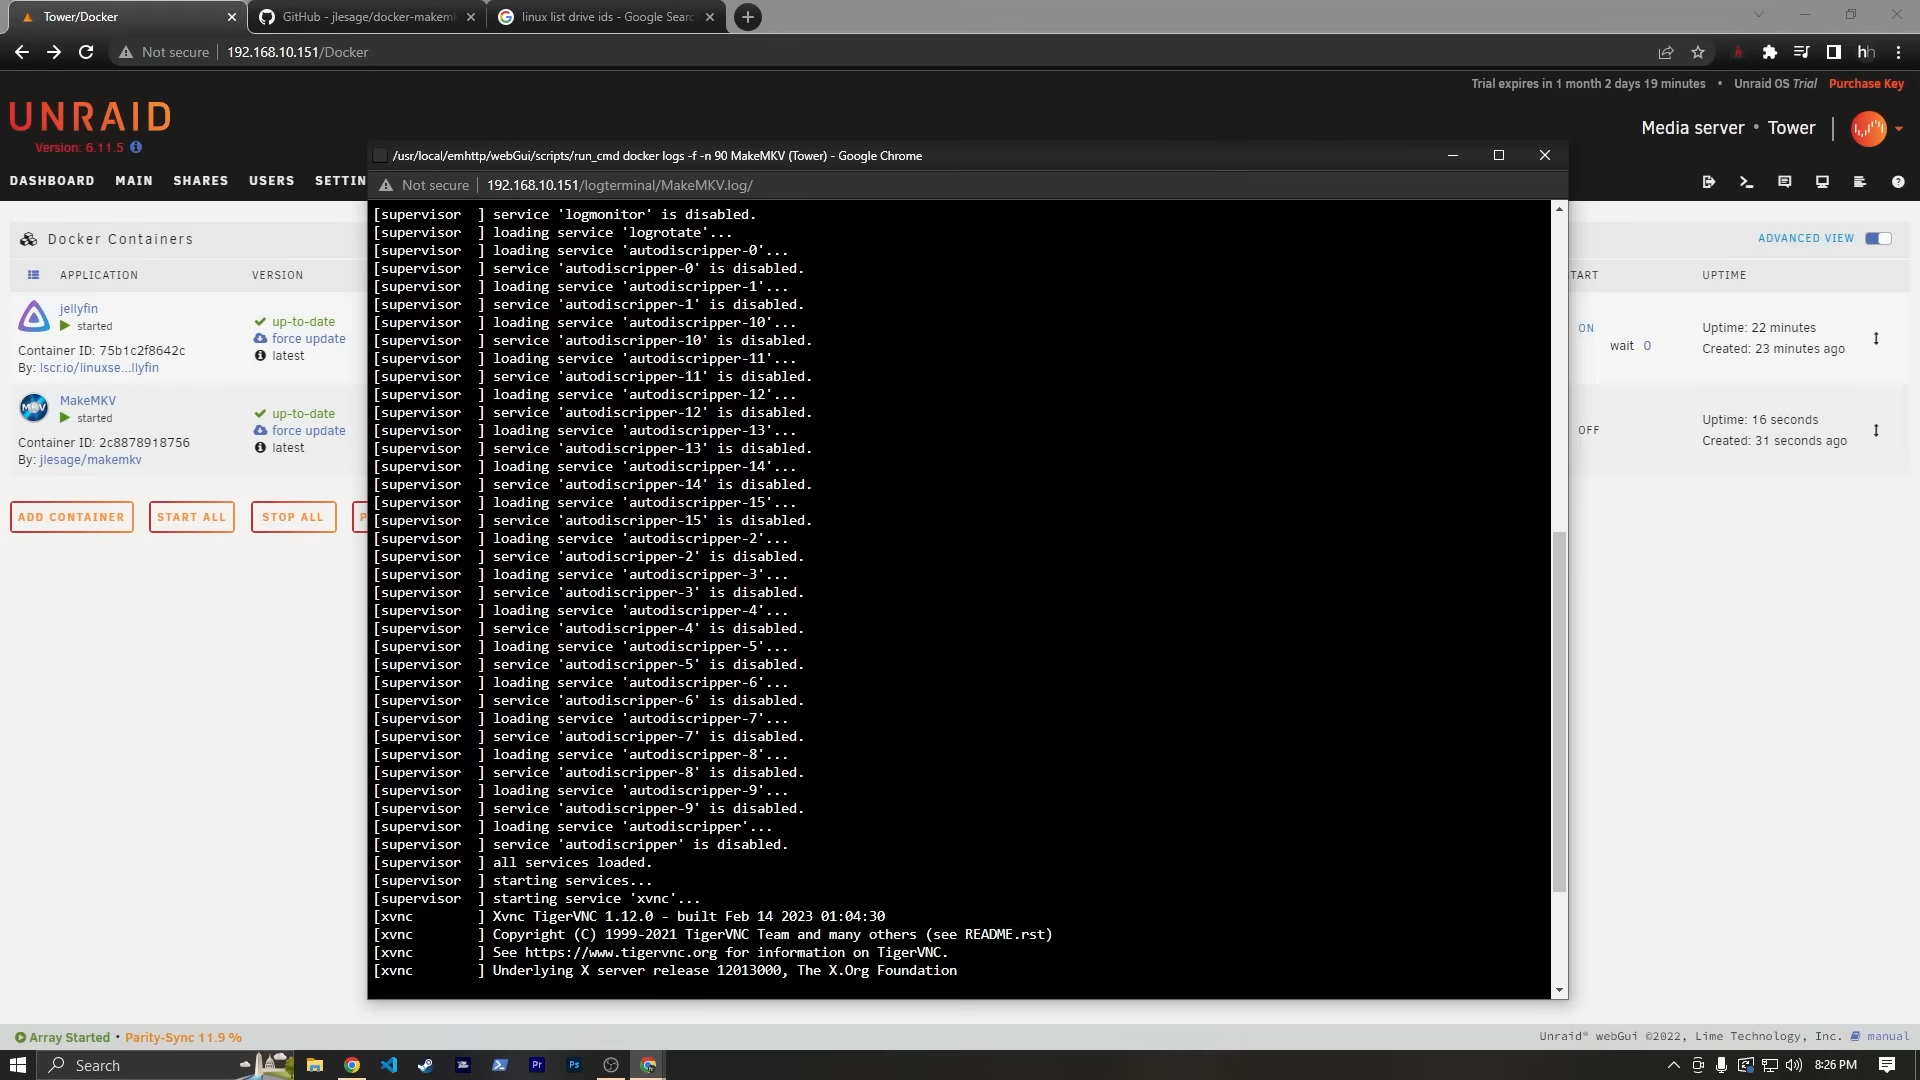 Tower/Docker
GitHub - jlesage/docker-makemk
linux list drive ids - Google Searc
Not secure
192.168.10.151/Docker
Trial expires in 1 month 2 days 19 minutes • Unraid OS Trial Purchase Key
UNRAID
Version: 6.11.5
Media server • Tower
DASHBOARD MAIN SHARES USERS SETTIN
/usr/local/emhttp/webGui/scripts/run_cmd docker logs -f -n 90 MakeMKV (Tower) - Google Chrome
Not secure 192.168.10.151/logterminal/MakeMKV.log/
Docker Containers
ADVANCED VIEW
APPLICATION VERSION TART UPTIME
jellyfin
started
Container ID: 75b1c2f8642c
By: lscr.io/linuxse...llyfin
up-to-date
force update
latest
ON
wait 0
Uptime: 22 minutes
Created: 23 minutes ago
MKV
MakeMKV
started
Container ID: 2c8878918756
By: jlesage/makemkv
up-to-date
force update
latest
OFF
Uptime: 16 seconds
Created: 31 seconds ago
ADD CONTAINER START ALL STOP ALL P
[supervisor ] service 'logmonitor' is disabled.
[supervisor ] loading service 'logrotate'...
[supervisor ] loading service 'autodiscripper-0'...
[supervisor ] service 'autodiscripper-0' is disabled.
[supervisor ] loading service 'autodiscripper-1'...
[supervisor ] service 'autodiscripper-1' is disabled.
[supervisor ] loading service 'autodiscripper-10'...
[supervisor ] service 'autodiscripper-10' is disabled.
[supervisor ] loading service 'autodiscripper-11'...
[supervisor ] service 'autodiscripper-11' is disabled.
[supervisor ] loading service 'autodiscripper-12'...
[supervisor ] service 'autodiscripper-12' is disabled.
[supervisor ] loading service 'autodiscripper-13'...
[supervisor ] service 'autodiscripper-13' is disabled.
[supervisor ] loading service 'autodiscripper-14'...
[supervisor ] service 'autodiscripper-14' is disabled.
[supervisor ] loading service 'autodiscripper-15'...
[supervisor ] service 'autodiscripper-15' is disabled.
[supervisor ] loading service 'autodiscripper-2'...
[supervisor ] service 'autodiscripper-2' is disabled.
[supervisor ] loading service 'autodiscripper-3'...
[supervisor ] service 'autodiscripper-3' is disabled.
[supervisor ] loading service 'autodiscripper-4'...
[supervisor ] service 'autodiscripper-4' is disabled.
[supervisor ] loading service 'autodiscripper-5'...
[supervisor ] service 'autodiscripper-5' is disabled.
[supervisor ] loading service 'autodiscripper-6'...
[supervisor ] service 'autodiscripper-6' is disabled.
[supervisor ] loading service 'autodiscripper-7'...
[supervisor ] service 'autodiscripper-7' is disabled.
[supervisor ] loading service 'autodiscripper-8'...
[supervisor ] service 'autodiscripper-8' is disabled.
[supervisor ] loading service 'autodiscripper-9'...
[supervisor ] service 'autodiscripper-9' is disabled.
[supervisor ] loading service 'autodiscripper'...
[supervisor ] service 'autodiscripper' is disabled.
[supervisor ] all services loaded.
[supervisor ] starting services...
[supervisor ] starting service 'xvnc'...
[xvnc ] Xvnc TigerVNC 1.12.0 - built Feb 14 2023 01:04:30
[xvnc ] Copyright (C) 1999-2021 TigerVNC Team and many others (see README.rst)
[xvnc ] See https://www.tigervnc.org for information on TigerVNC.
[xvnc ] Underlying X server release 12013000, The X.Org Foundation
Array Started • Parity-Sync 11.9 %
Unraid® webGui ©2022, Lime Technology, Inc. manual
Search
Pr
Ps
8:26 PM